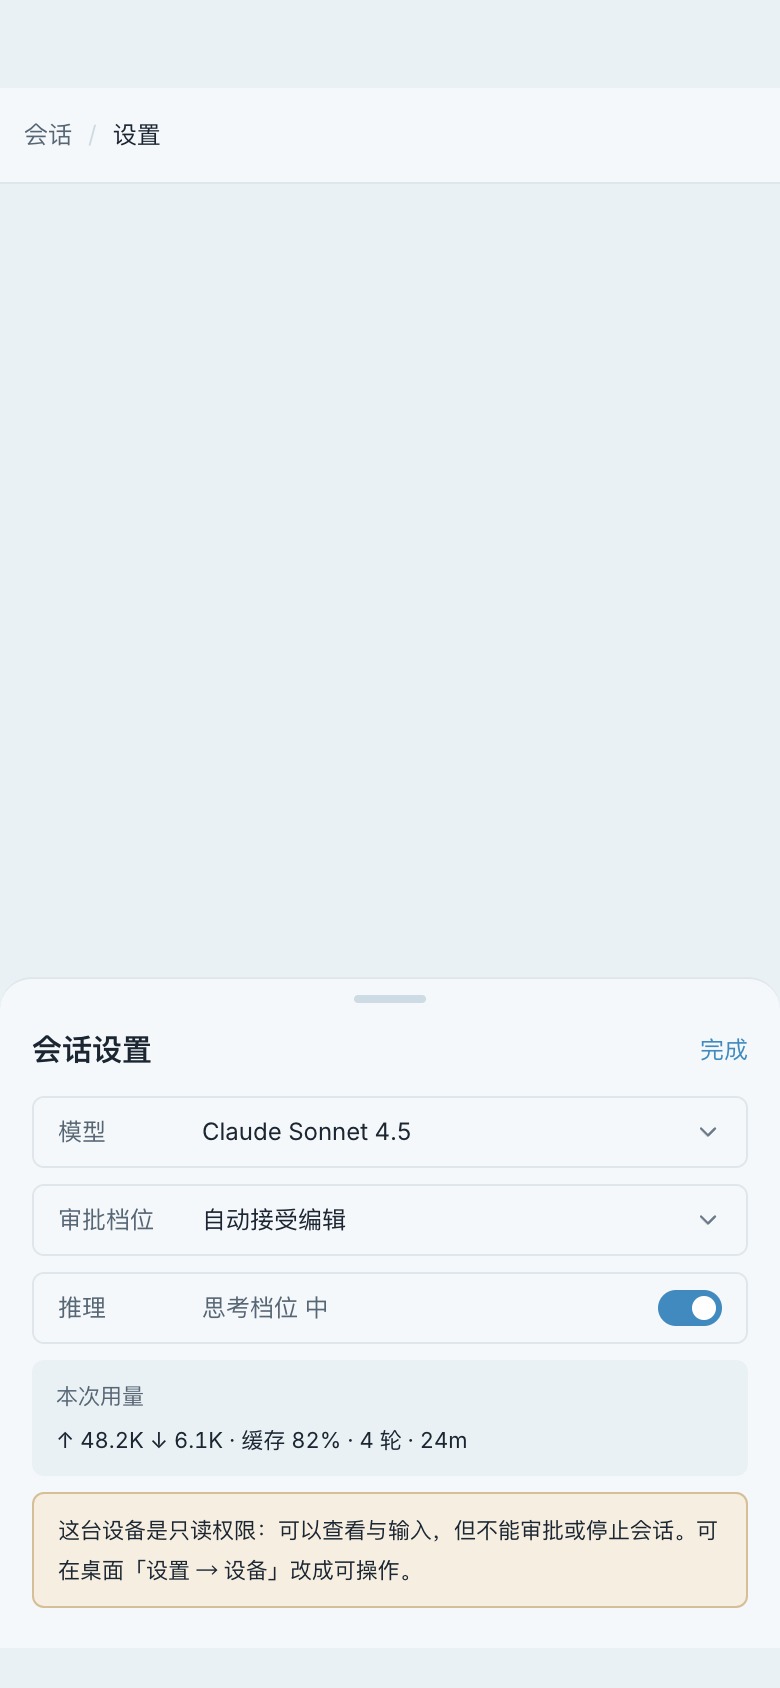 会话 / 设置
会话设置 完成
模型 Claude Sonnet 4.5
审批档位 自动接受编辑
推理 思考档位 中
本次用量
↑ 48.2K ↓ 6.1K · 缓存 82% · 4 轮 · 24m
这台设备是只读权限：可以查看与输入，但不能审批或停止会话。可
在桌面「设置 → 设备」改成可操作。